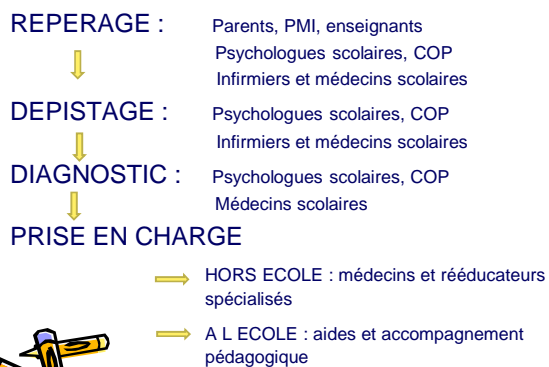 REPERAGE : Parents, PMI, enseignants
Psychologues scolaires, COP
Infirmiers et médecins scolaires
DEPISTAGE : Psychologues scolaires, COP
Infirmiers et médecins scolaires
DIAGNOSTIC : Psychologues scolaires, COP
Médecins scolaires
PRISE EN CHARGE
HORS ECOLE : médecins et rééducateurs
spécialisés
A L ECOLE : aides et accompagnement
pédagogique